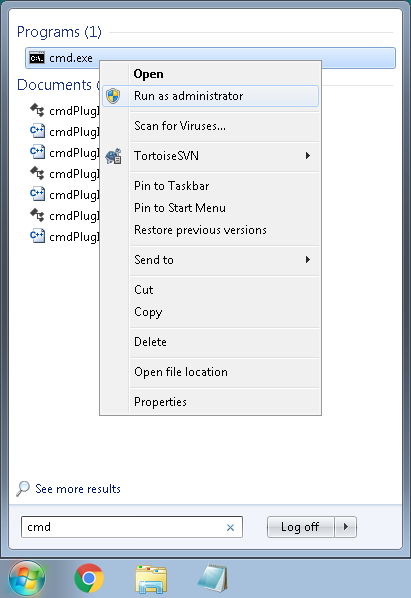 Programs (1)
cmd.exe
Open
Documents (
Run as administrator
cmdPlugI
Scan for Viruses...
cmdPlugI
cmdPlugI
TortoiseSVN
cmdPlugI
Pin to Taskbar
cmdPlugI
Pin to Start Menu
cmdPlugI
Restore previous versions
cmdPlugI
Send to
Cut
Copy
Delete
Open file location
Properties
See more results
cmd
Log off